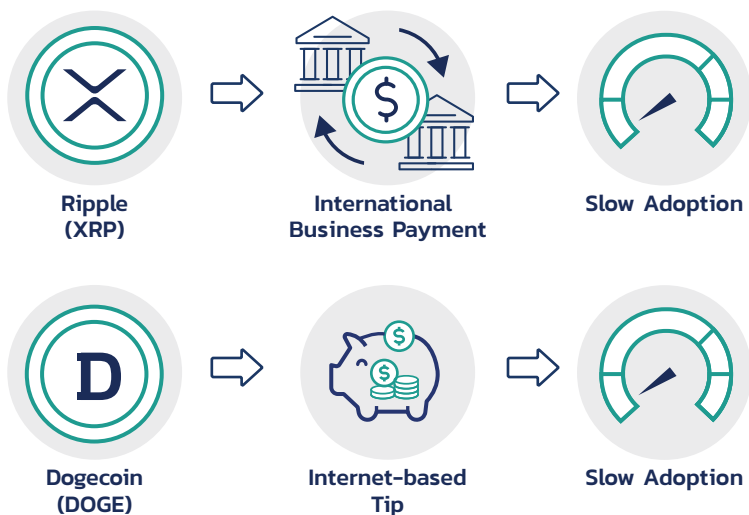 $
Ripple
(XRP)
International
Business Payment
Slow Adoption
D
$
$
Dogecoin
(DOGE)
Internet-based
Tip
Slow Adoption